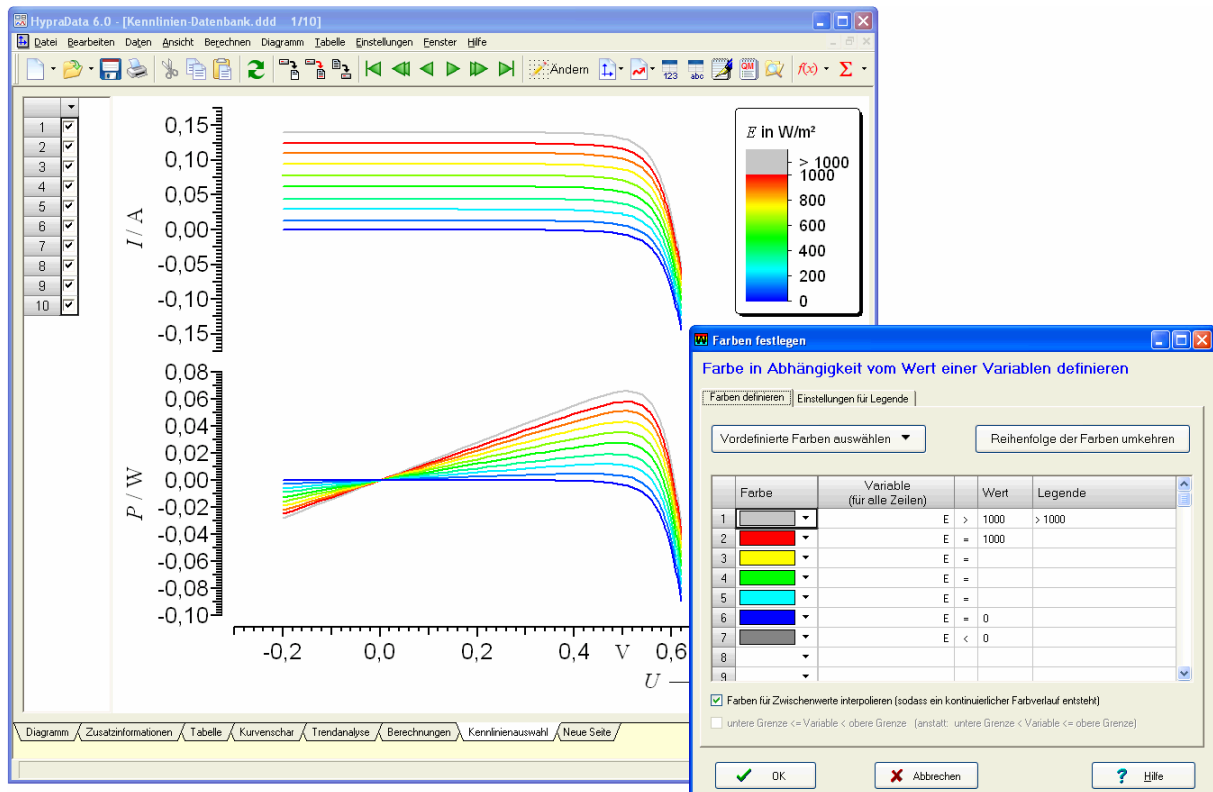 HypraData 6.0 - [Kennlinien-Datenbank.ddd 1/10]
Datei Bearbeiten Daten Ansicht Berechnen Diagramm Tabelle Einstellungen Fenster Hilfe
Ändern 123 abc QM f(x) Σ
1
2
3
4
5
6
7
8
9
10
I / A
0,15
0,10
0,05
0,00
-0,05
-0,10
-0,15
P / W
0,08
0,06
0,04
0,02
0,00
-0,02
-0,04
-0,06
-0,08
-0,10
-0,2 0,0 0,2 0,4 V 0,6
U
E in W/m²
> 1000
1000
800
600
400
200
0
Diagramm Zusatzinformationen Tabelle Kurvenschar Trendanalyse Berechnungen Kennlinienauswahl Neue Seite
Farben festlegen
Farbe in Abhängigkeit vom Wert einer Variablen definieren
Farben definieren Einstellungen für Legende
Vordefinierte Farben auswählen Reihenfolge der Farben umkehren
Farbe Variable (für alle Zeilen) Wert Legende
1 E > 1000 > 1000
2 E = 1000
3 E =
4 E =
5 E =
6 E = 0
7 E < 0
8
9
Farben für Zwischenwerte interpolieren (sodass ein kontinuierlicher Farbverlauf entsteht)
untere Grenze <= Variable < obere Grenze (anstatt: untere Grenze < Variable <= obere Grenze)
OK Abbrechen Hilfe